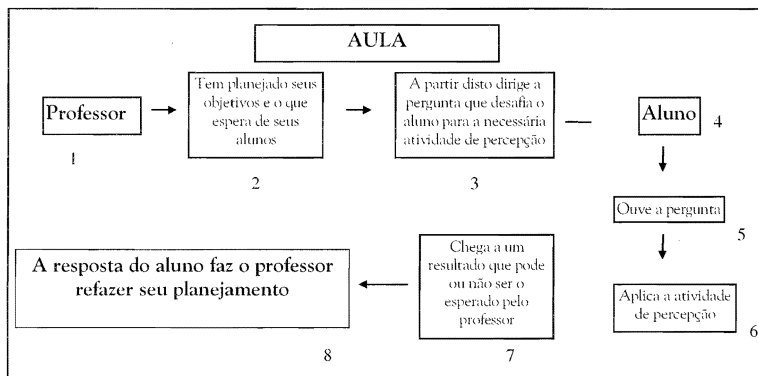 AULA
Professor
1
Tem planejado seus
objetivos e o que
espera de seus
alunos
2
A partir disto dirige a
pergunta que desafia o
aluno para a necessária
atividade de percepção
3
Aluno
4
Ouve a pergunta
5
Aplica a atividade
de percepção
6
Chega a um
resultado que pode
ou não ser o
esperado pelo
professor
7
A resposta do aluno faz o professor
refazer seu planejamento
8